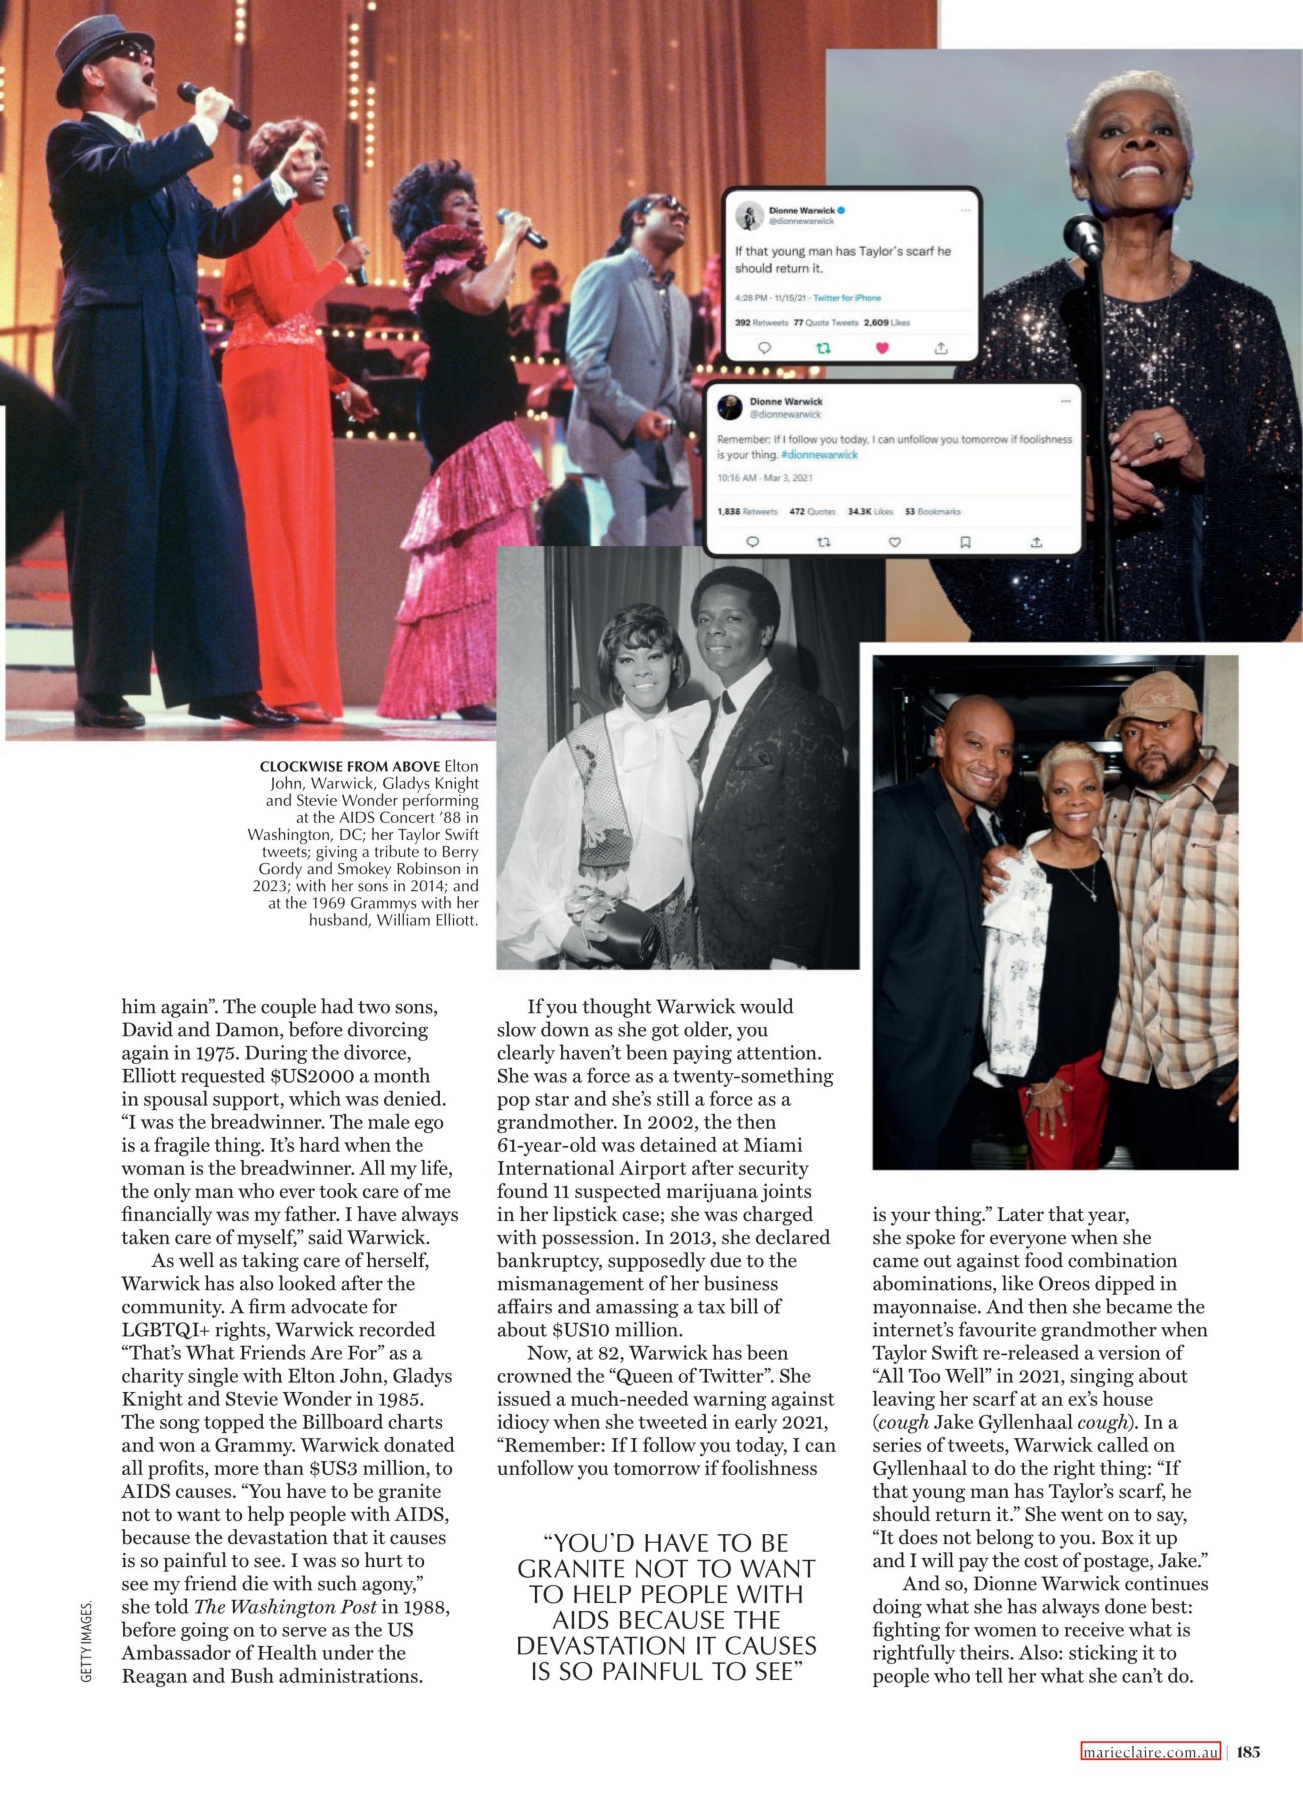 Dionne Warwick
@dionnewarwick
If that young man has Taylor's scarf he
should return it.
4:28 PM - 11/15/21 - Twitter for iPhone
392 Retweets 77 Quote Tweets 2,609 Likes
Dionne Warwick
@dionnewarwick
Remember: If I follow you today, I can unfollow you tomorrow if foolishness
is your thing. #dionnewarwick
10:16 AM · Mar 3, 2021
1,838 Retweets 472 Quotes 34.3K Likes 53 Bookmarks
CLOCKWISE FROM ABOVE Elton
John, Warwick, Gladys Knight
and Stevie Wonder performing
at the AIDS Concert '88 in
Washington, DC; her Taylor Swift
tweets; giving a tribute to Berry
Gordy and Smokey Robinson in
2023; with her sons in 2014; and
at the 1969 Grammys with her
husband, William Elliott.
him again”. The couple had two sons,
David and Damon, before divorcing
again in 1975. During the divorce,
Elliott requested $US2000 a month
in spousal support, which was denied.
“I was the breadwinner. The male ego
is a fragile thing. It’s hard when the
woman is the breadwinner. All my life,
the only man who ever took care of me
financially was my father. I have always
taken care of myself,” said Warwick.
As well as taking care of herself,
Warwick has also looked after the
community. A firm advocate for
LGBTQI+ rights, Warwick recorded
“That’s What Friends Are For” as a
charity single with Elton John, Gladys
Knight and Stevie Wonder in 1985.
The song topped the Billboard charts
and won a Grammy. Warwick donated
all profits, more than $US3 million, to
AIDS causes. “You have to be granite
not to want to help people with AIDS,
because the devastation that it causes
is so painful to see. I was so hurt to
see my friend die with such agony,”
she told The Washington Post in 1988,
before going on to serve as the US
Ambassador of Health under the
Reagan and Bush administrations.
If you thought Warwick would
slow down as she got older, you
clearly haven’t been paying attention.
She was a force as a twenty-something
pop star and she’s still a force as a
grandmother. In 2002, the then
61-year-old was detained at Miami
International Airport after security
found 11 suspected marijuana joints
in her lipstick case; she was charged
with possession. In 2013, she declared
bankruptcy, supposedly due to the
mismanagement of her business
affairs and amassing a tax bill of
about $US10 million.
Now, at 82, Warwick has been
crowned the “Queen of Twitter”. She
issued a much-needed warning against
idiocy when she tweeted in early 2021,
“Remember: If I follow you today, I can
unfollow you tomorrow if foolishness
“YOU’D HAVE TO BE
GRANITE NOT TO WANT
TO HELP PEOPLE WITH
AIDS BECAUSE THE
DEVASTATION IT CAUSES
IS SO PAINFUL TO SEE”
is your thing.” Later that year,
she spoke for everyone when she
came out against food combination
abominations, like Oreos dipped in
mayonnaise. And then she became the
internet’s favourite grandmother when
Taylor Swift re-released a version of
“All Too Well” in 2021, singing about
leaving her scarf at an ex’s house
(cough Jake Gyllenhaal cough). In a
series of tweets, Warwick called on
Gyllenhaal to do the right thing: “If
that young man has Taylor’s scarf, he
should return it.” She went on to say,
“It does not belong to you. Box it up
and I will pay the cost of postage, Jake.”
And so, Dionne Warwick continues
doing what she has always done best:
fighting for women to receive what is
rightfully theirs. Also: sticking it to
people who tell her what she can’t do.
GETTY IMAGES.
marieclaire.com.au | 185